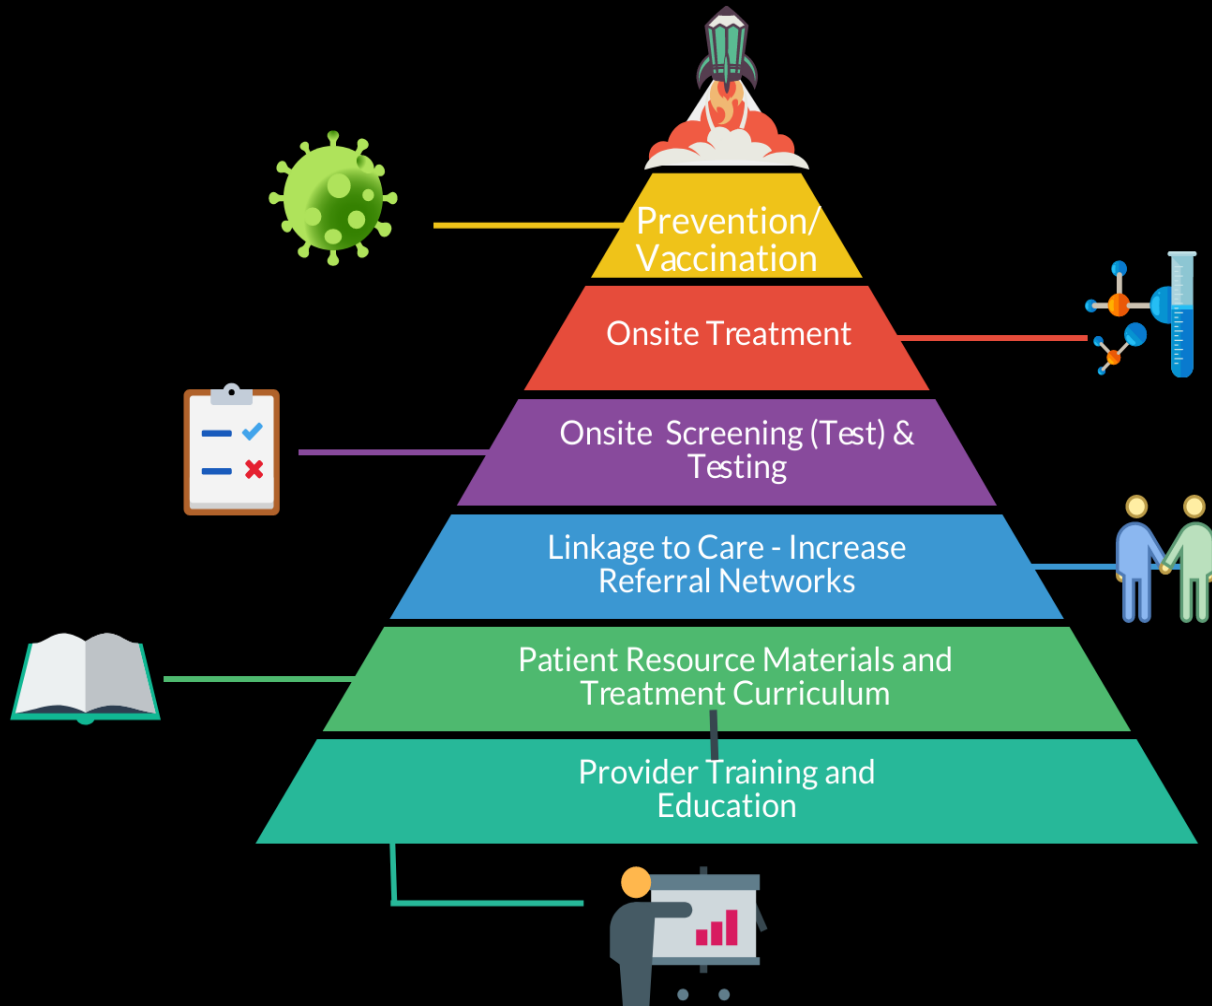 Prevention/
Vaccination
Onsite Treatment
Onsite Screening (Test) &
Testing
Linkage to Care - Increase
Referral Networks
Patient Resource Materials and
Treatment Curriculum
Provider Training and
Education